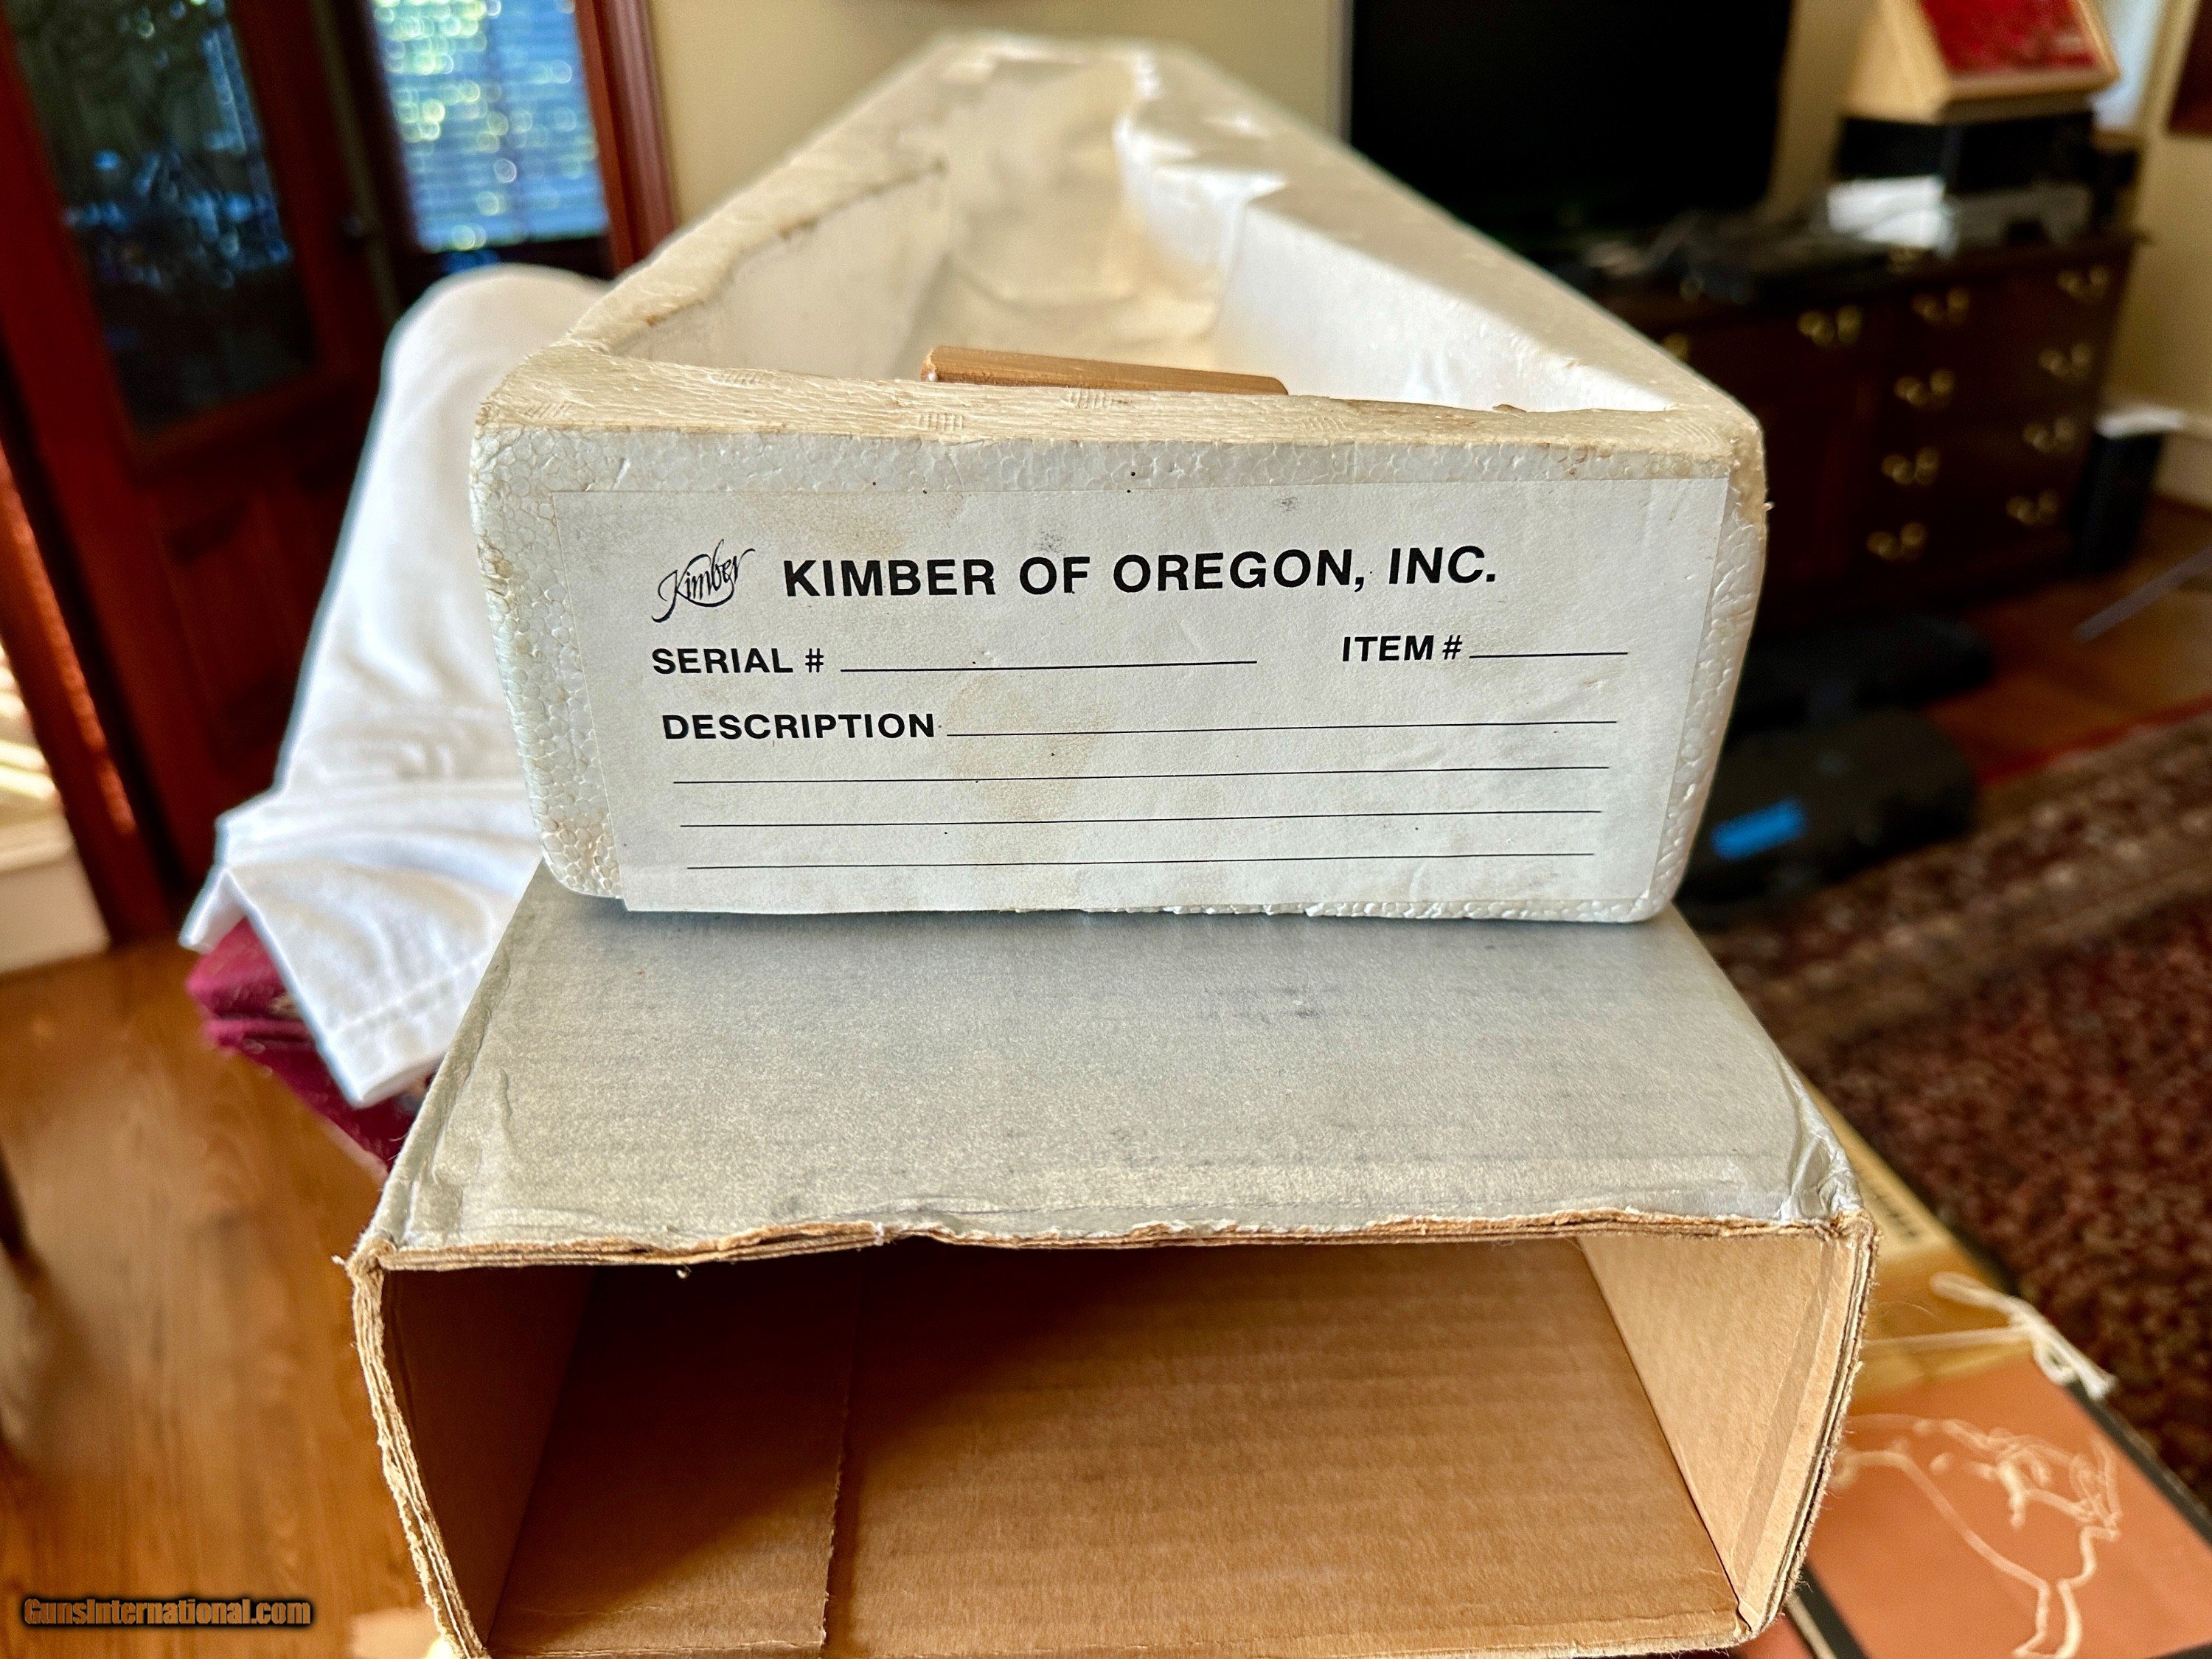 Kimber KIMBER OF OREGON, INC.
SERIAL # ITEM #
DESCRIPTION
GunsInternational.com